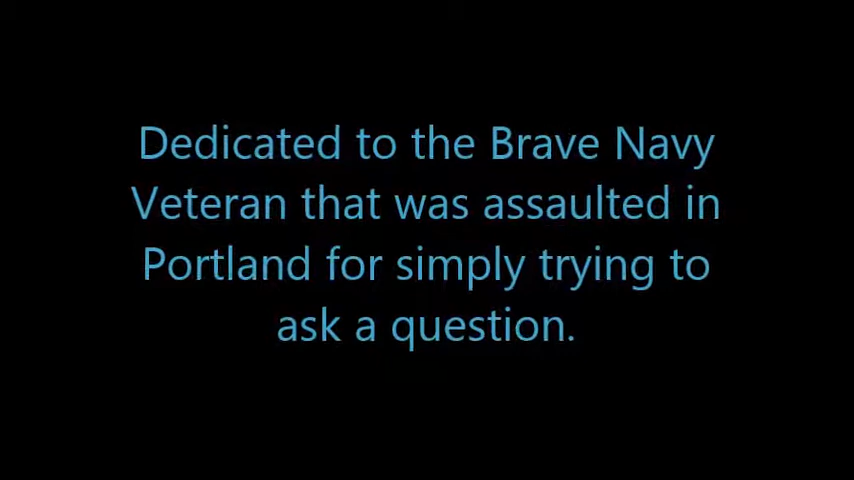 Dedicated to the Brave Navy
Veteran that was assaulted in
Portland for simply trying to
ask a question.